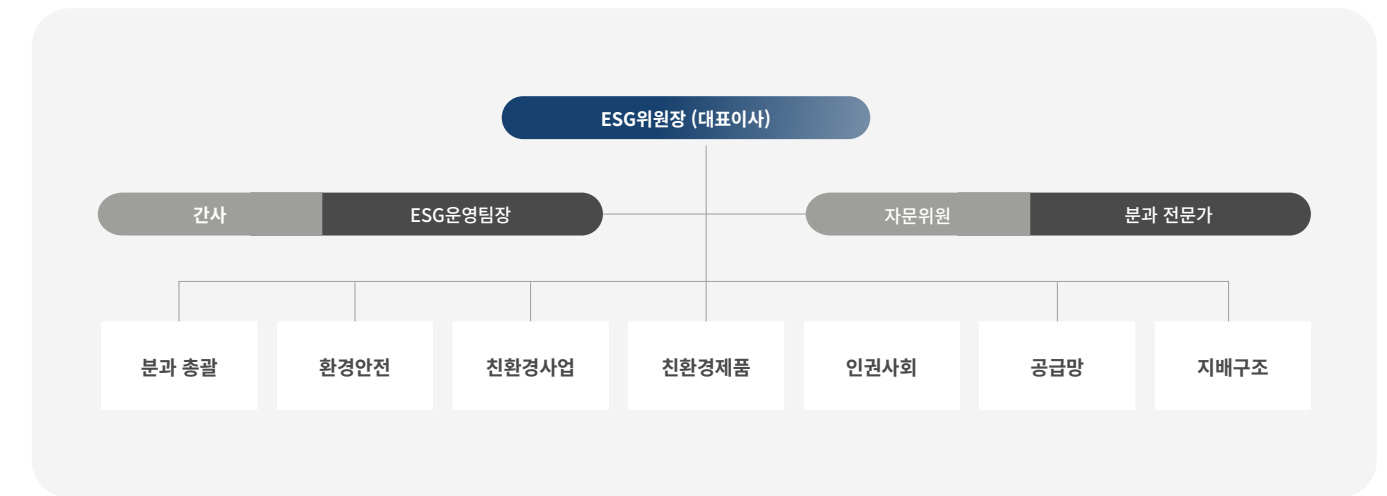 ESG위원장 (대표이사)
간사 ESG운영팀장
자문위원 분과 전문가
분과 총괄
환경안전
친환경사업
친환경제품
인권사회
공급망
지배구조